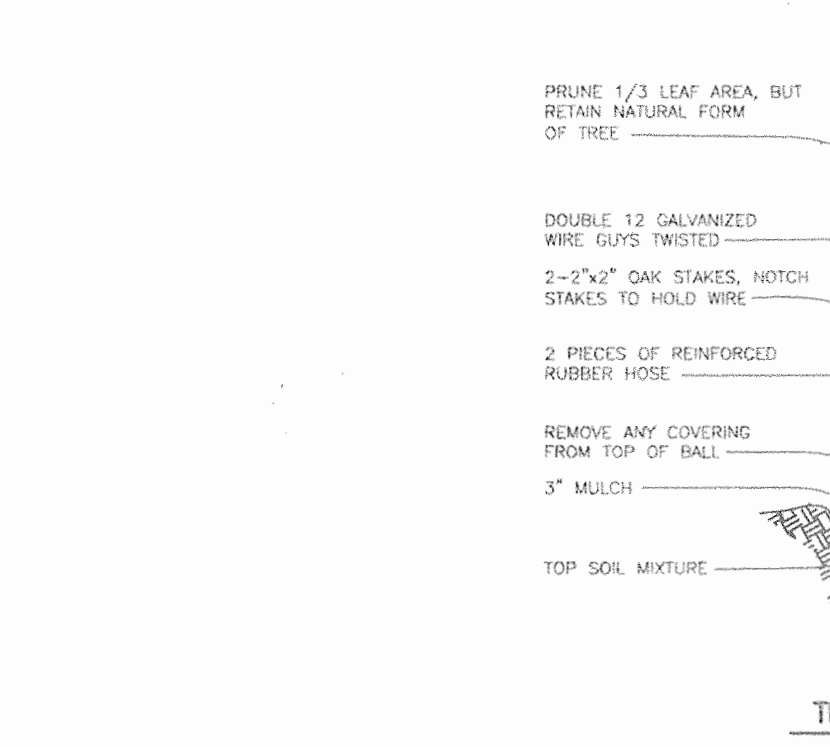 PRUNE 1/3 LEAF AREA, BUT
RETAIN NATURAL FORM
OF TREE
DOUBLE 12 GALVANIZED
WIRE GUYS TWISTED
2-2"x2" OAK STAKES, NOTCH
STAKES TO HOLD WIRE
2 PIECES OF REINFORCED
RUBBER HOSE
REMOVE ANY COVERING
FROM TOP OF BALL
3" MULCH
TOP SOIL MIXTURE